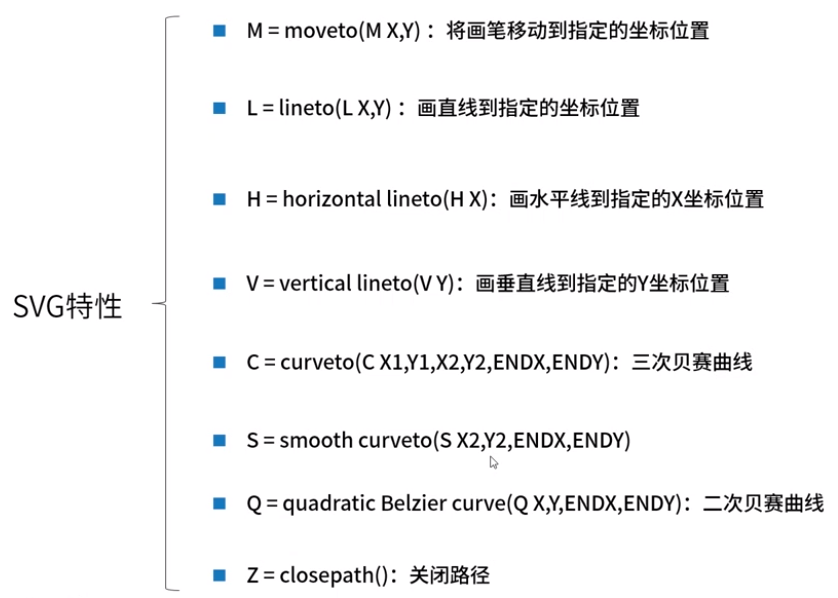 SVG特性
M = moveto(M X,Y) ：将画笔移动到指定的坐标位置
L = lineto(L X,Y) ：画直线到指定的坐标位置
H = horizontal lineto(H X)：画水平线到指定的X坐标位置
V = vertical lineto(V Y)：画垂直线到指定的Y坐标位置
C = curveto(C X1,Y1,X2,Y2,ENDX,ENDY)：三次贝赛曲线
S = smooth curveto(S X2,Y2,ENDX,ENDY)
Q = quadratic Belzier curve(Q X,Y,ENDX,ENDY)：二次贝赛曲线
Z = closepath()：关闭路径